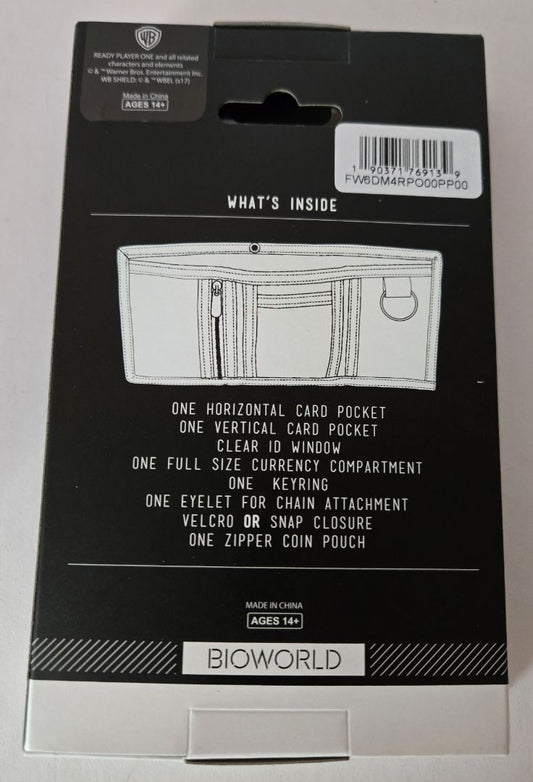 WB
READY PLAYER ONE and all related
characters and elements
© & ™ Warner Bros. Entertainment Inc.
WB SHIELD: © & ™ WBEI. (s17)
Made in China
AGES 14+
1 90371 76913 9
FW6DM4RPO00PP00
WHAT'S INSIDE
ONE HORIZONTAL CARD POCKET
ONE VERTICAL CARD POCKET
CLEAR ID WINDOW
ONE FULL SIZE CURRENCY COMPARTMENT
ONE KEYRING
ONE EYELET FOR CHAIN ATTACHMENT
VELCRO OR SNAP CLOSURE
ONE ZIPPER COIN POUCH
MADE IN CHINA
AGES 14+
BIOWORLD